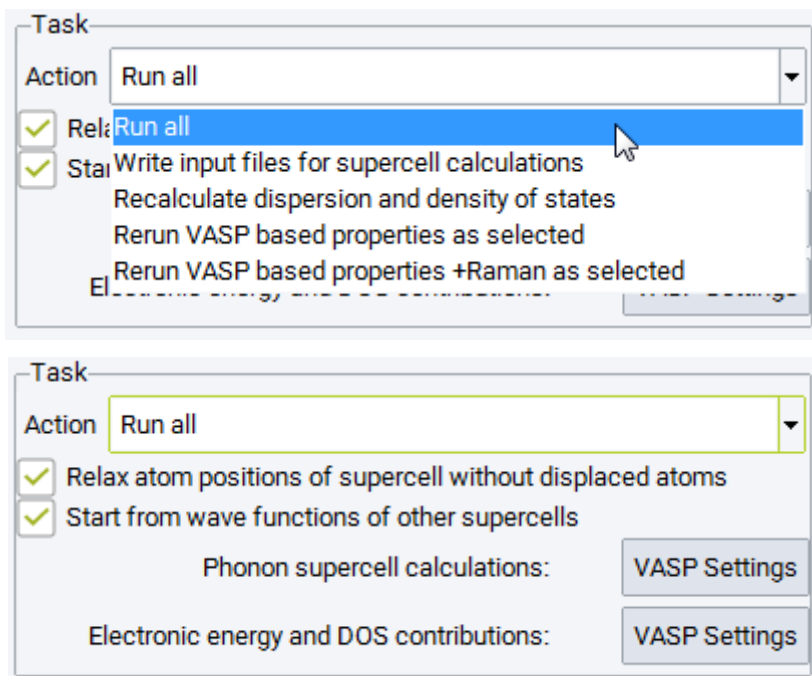 Task
Action Run all
Rela
Run all
Star
Write input files for supercell calculations
Recalculate dispersion and density of states
Rerun VASP based properties as selected
Rerun VASP based properties +Raman as selected
Task
Action Run all
Relax atom positions of supercell without displaced atoms
Start from wave functions of other supercells
Phonon supercell calculations: VASP Settings
Electronic energy and DOS contributions: VASP Settings